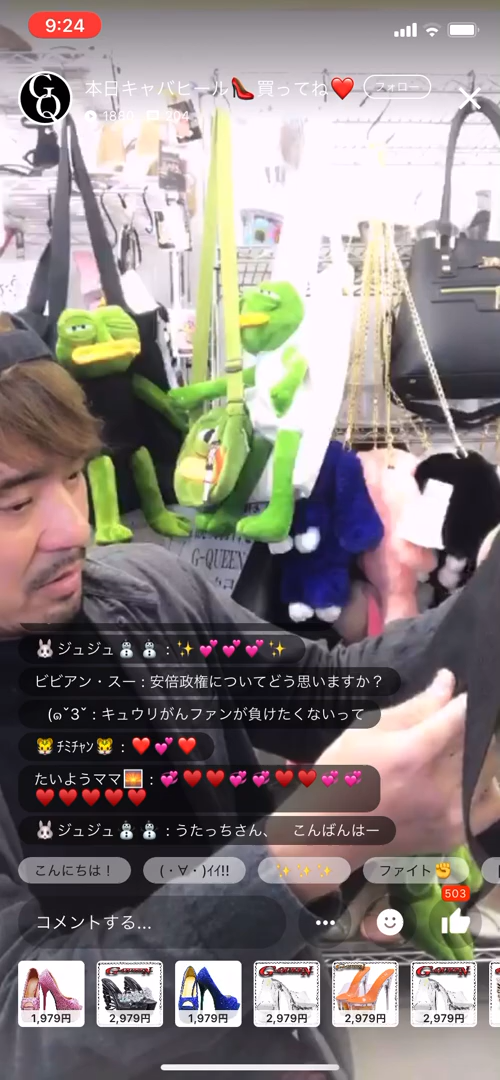 9:24
GQ
本日キャバヒール👠買ってね❤️
フォロー
G-QUEEN
🐰ジュジュ⛄⛄：✨💕💕💕✨
ビビアン・スー：安倍政権についてどう思いますか？
(๑˘3˘：キュウリがんファンが負けたくないって
🐯ﾁﾐﾁｬﾝ🐯：❤️💕❤️
たいようママ🌅：💞❤️❤️💞💞❤️❤️💕💕
❤️❤️❤️❤️❤️
🐰ジュジュ⛄⛄：うたっちさん、　こんばんはー
こんにちは！
(・∀・)ｲｲ!!
✨✨✨
ファイト✊
503
コメントする...
G-QUEEN
G-QUEEN
G-QUEEN
G-QUEEN
1,979円
2,979円
1,979円
2,979円
2,979円
2,979円